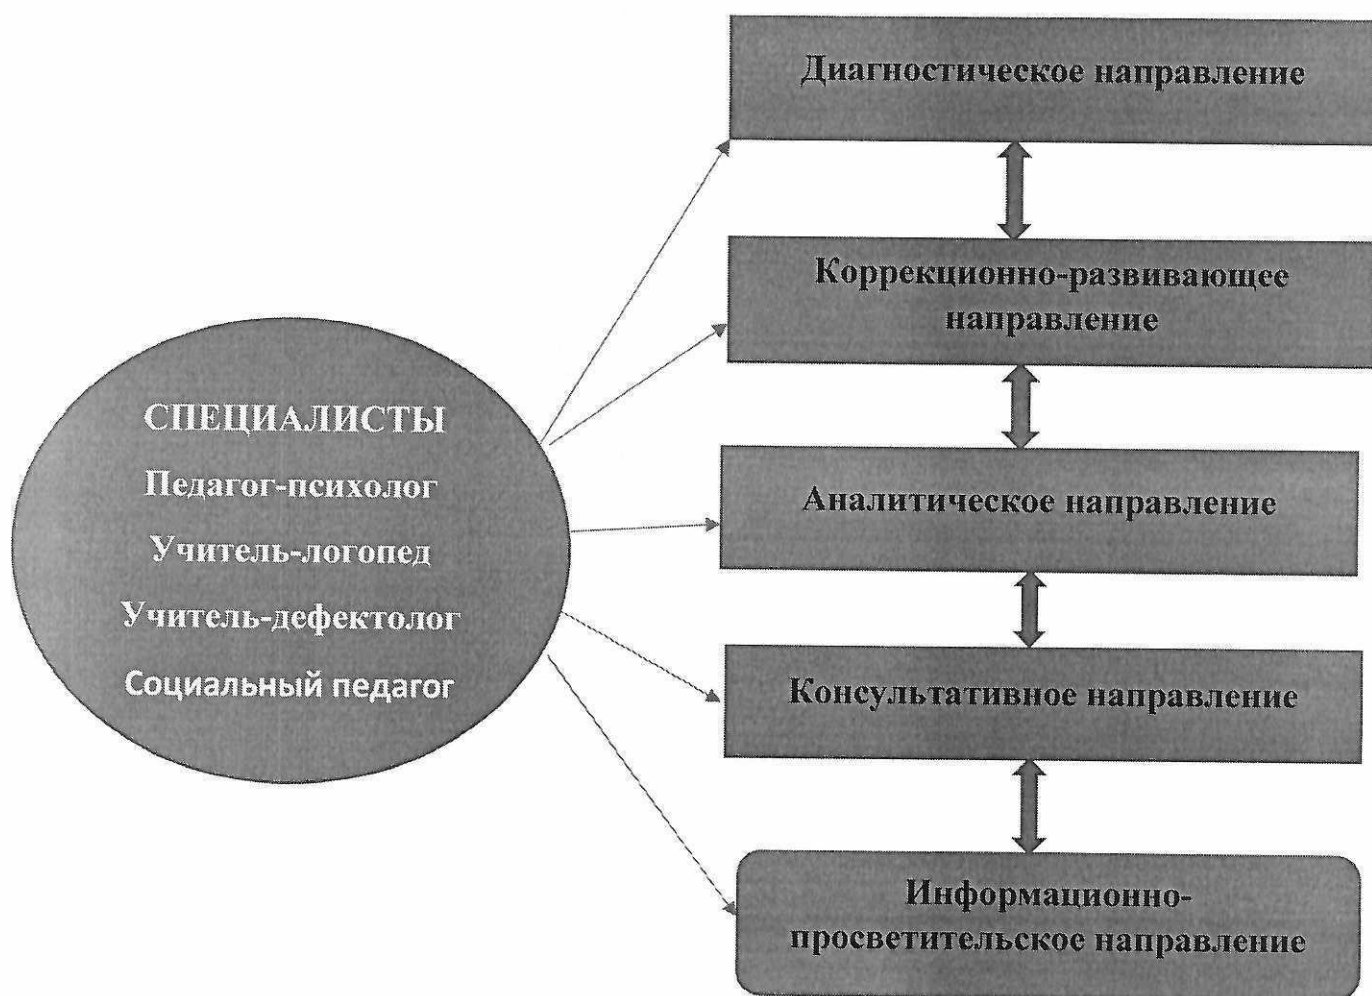 Диагностическое направление
Коррекционно-развивающее
направление
СПЕЦИАЛИСТЫ
Педагог-психолог
Учитель-логопед
Учитель-дефектолог
Социальный педагог
Аналитическое направление
Консультативное направление
Информационно-
просветительское направление